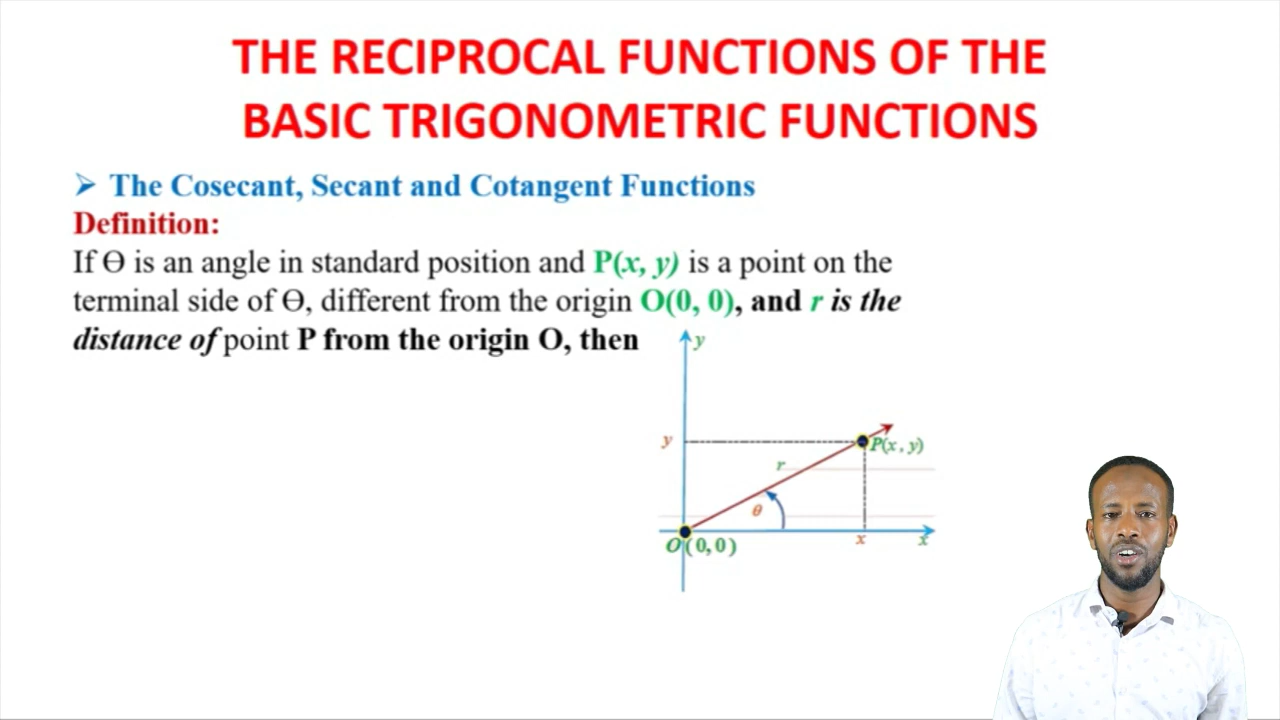 THE RECIPROCAL FUNCTIONS OF THE
BASIC TRIGONOMETRIC FUNCTIONS
➢ The Cosecant, Secant and Cotangent Functions
Definition:
If Ɵ is an angle in standard position and P(x, y) is a point on the
terminal side of Ɵ, different from the origin O(0, 0), and r is the
distance of point P from the origin O, then
y
y
P(x, y)
r
θ
O(0,0)
x
x